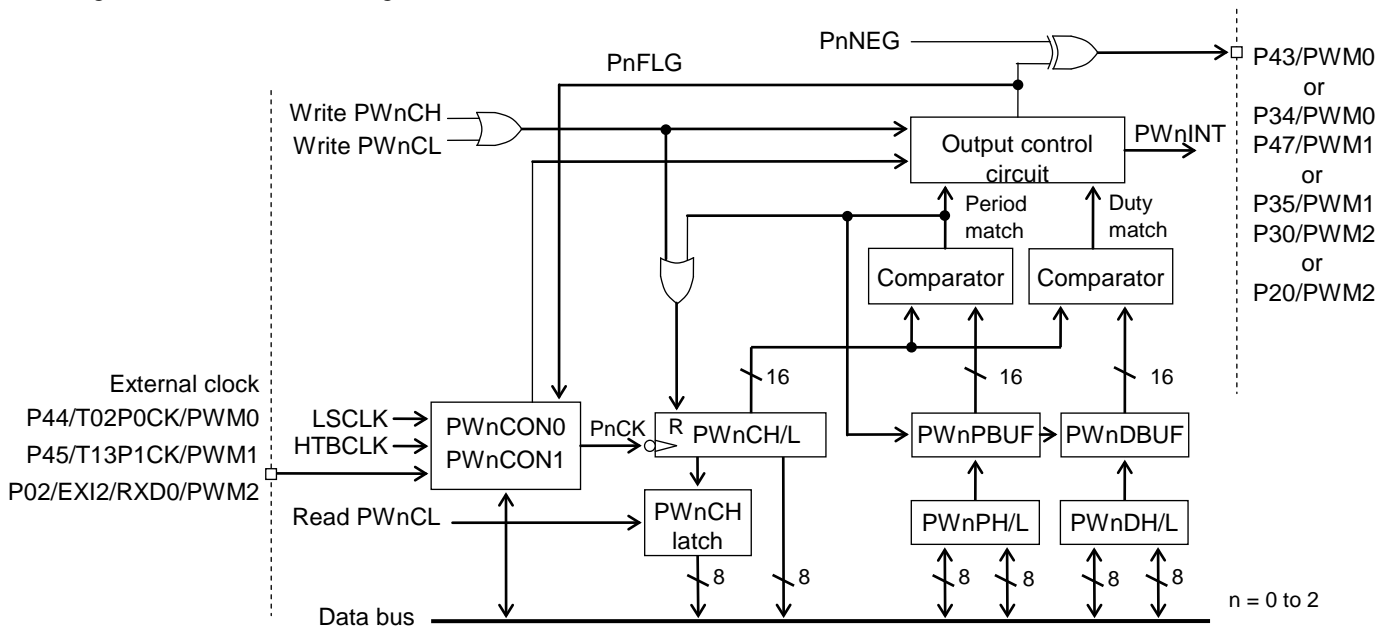 PnNEG
PnFLG
P43/PWM0
or
P34/PWM0
P47/PWM1
or
P35/PWM1
P30/PWM2
or
P20/PWM2
Write PWnCH
Write PWnCL
Output control
circuit
PWnINT
Period
match
Duty
match
Comparator
Comparator
16
16
16
External clock
P44/T02P0CK/PWM0
P45/T13P1CK/PWM1
P02/EXI2/RXD0/PWM2
LSCLK
HTBCLK
PWnCON0
PWnCON1
PnCK
R
PWnCH/L
PWnPBUF
PWnDBUF
Read PWnCL
PWnCH
latch
PWnPH/L
PWnDH/L
8
8
8
8
8
8
Data bus
n = 0 to 2